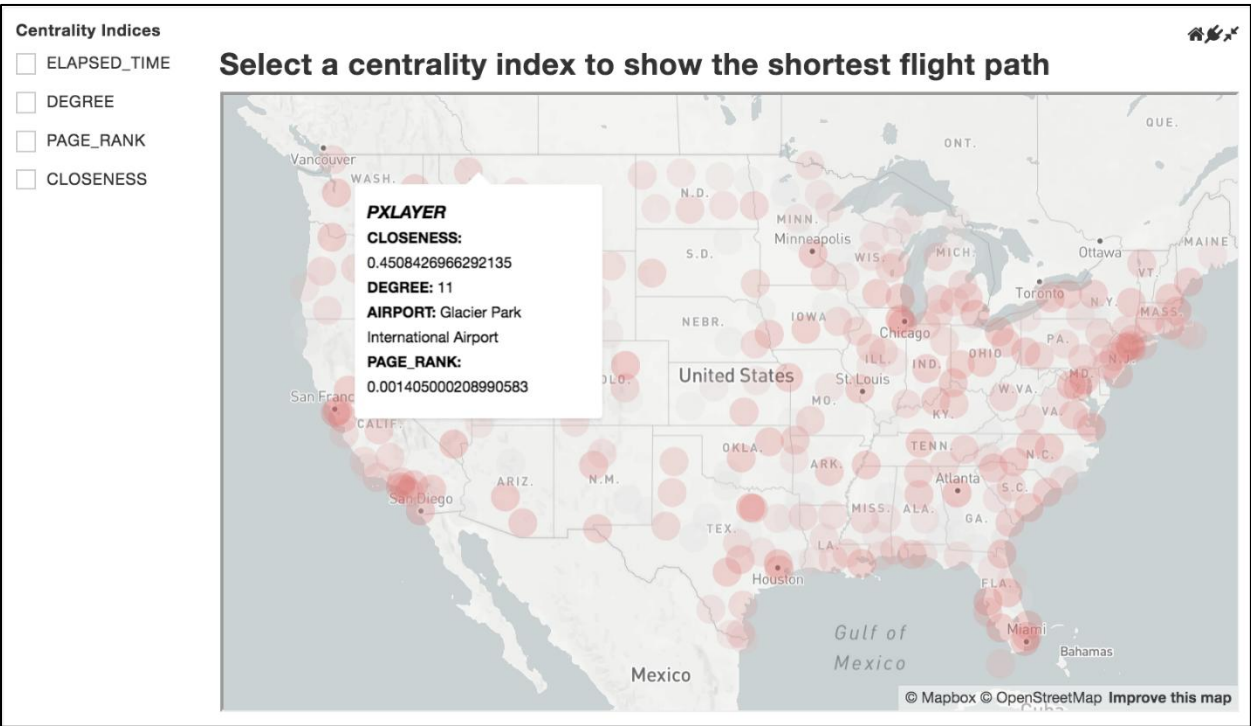 Centrality Indices
ELAPSED_TIME
DEGREE
PAGE_RANK
CLOSENESS
Select a centrality index to show the shortest flight path
QUE.
ONT.
Vancouver
WASH.
N.D.
MINN.
Minneapolis
S.D.
WIS.
MICH.
Ottawa
MAINE
VT.
Toronto
N.Y.
MASS.
PXLAYER
CLOSENESS:
0.4508426966292135
DEGREE: 11
AIRPORT: Glacier Park
International Airport
PAGE_RANK:
0.001405000208990583
NEBR.
IOWA
Chicago
PA.
OHIO
N.J.
ILL.
IND.
MD.
United States
St. Louis
W.VA.
San Franc
CALIF.
MO.
KY.
VA.
OKLA.
TENN.
N.C.
ARK.
ARIZ.
N.M.
Atlanta
San Diego
S.C.
MISS.
ALA.
GA.
TEX.
LA.
Houston
FLA.
Miami
Gulf of
Mexico
Bahamas
Mexico
© Mapbox © OpenStreetMap Improve this map
Cuba